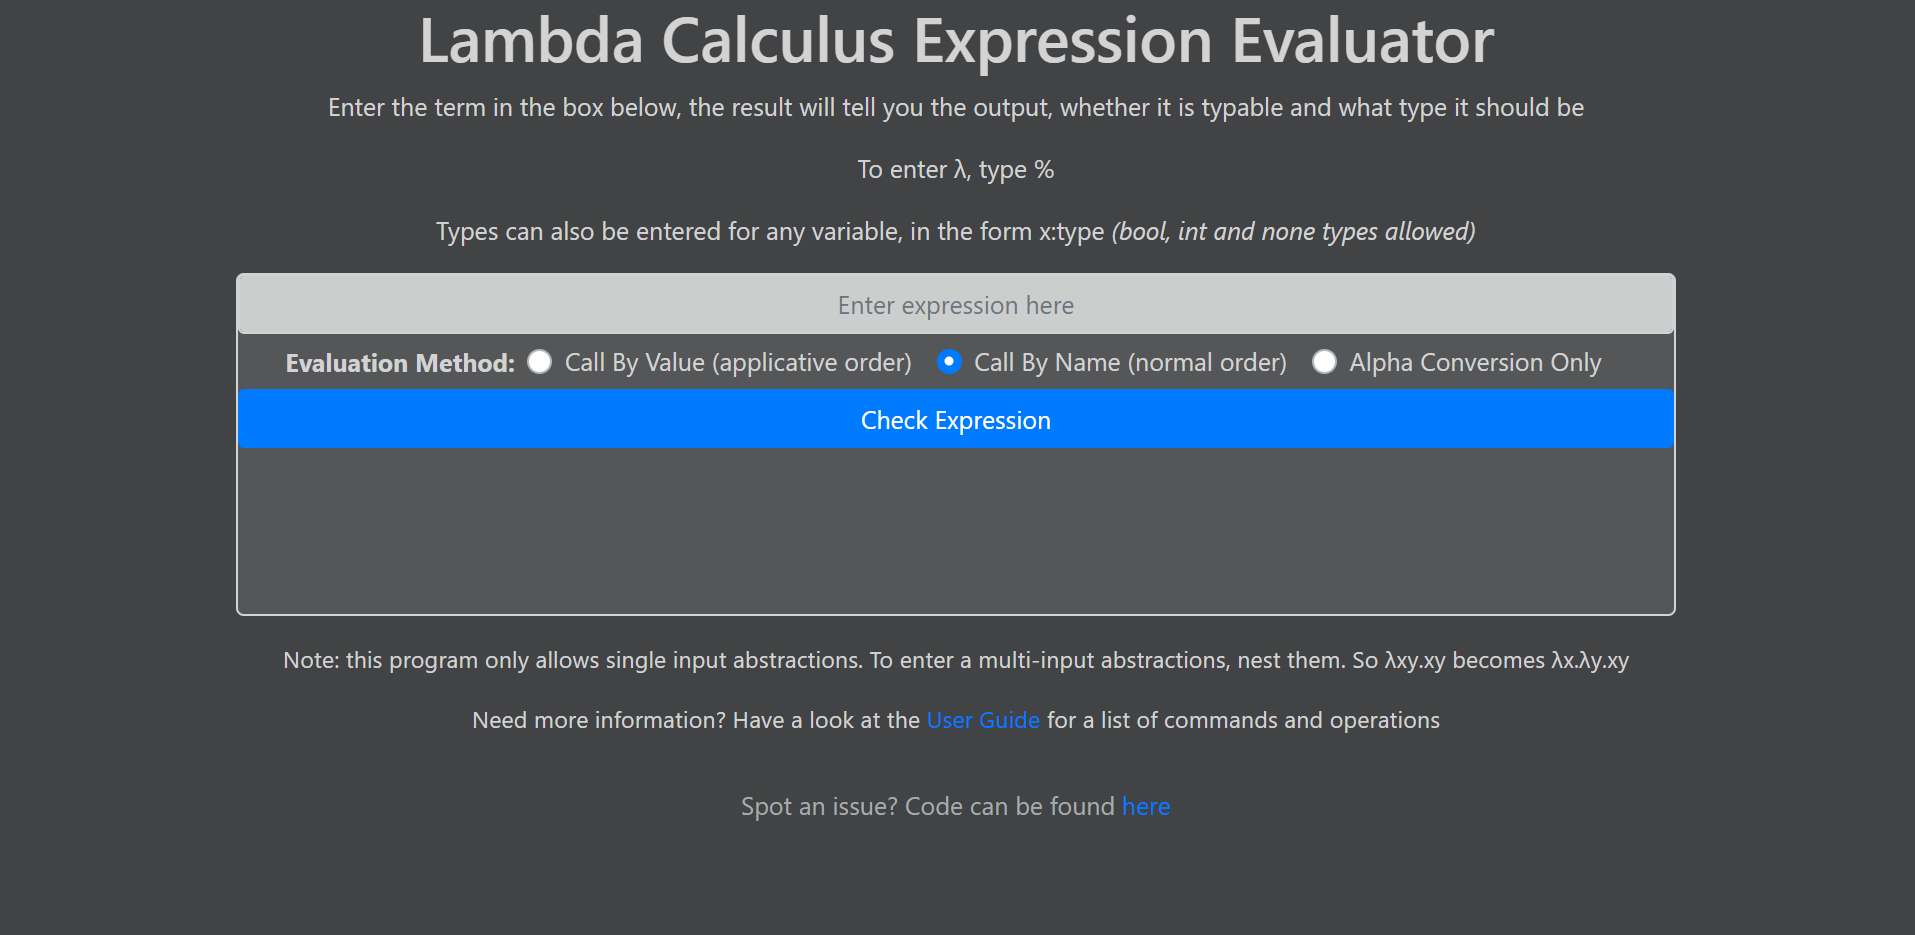 Lambda Calculus Expression Evaluator
Enter the term in the box below, the result will tell you the output, whether it is typable and what type it should be
To enter λ, type %
Types can also be entered for any variable, in the form x:type (bool, int and none types allowed)
Enter expression here
Evaluation Method: Call By Value (applicative order) Call By Name (normal order) Alpha Conversion Only
Check Expression
Note: this program only allows single input abstractions. To enter a multi-input abstractions, nest them. So λxy.xy becomes λx.λy.xy
Need more information? Have a look at the User Guide for a list of commands and operations
Spot an issue? Code can be found here